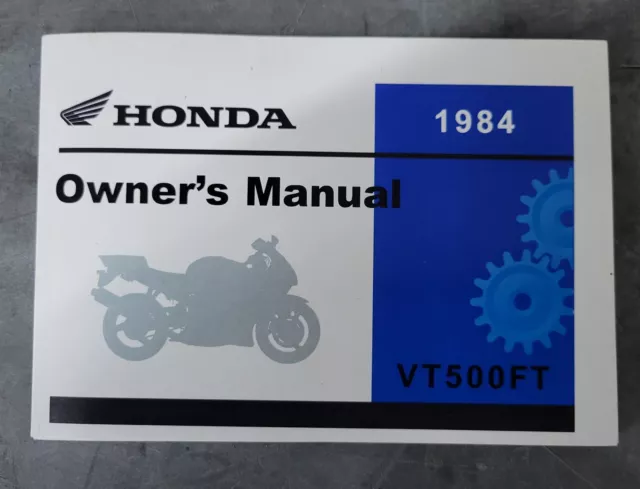 HONDA
1984
Owner's Manual
VT500FT